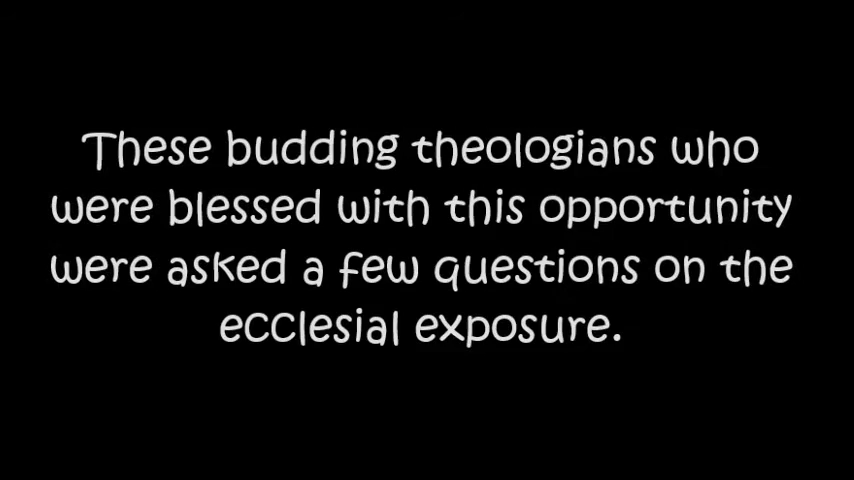 These budding theologians who
were blessed with this opportunity
were asked a few questions on the
ecclesial exposure.